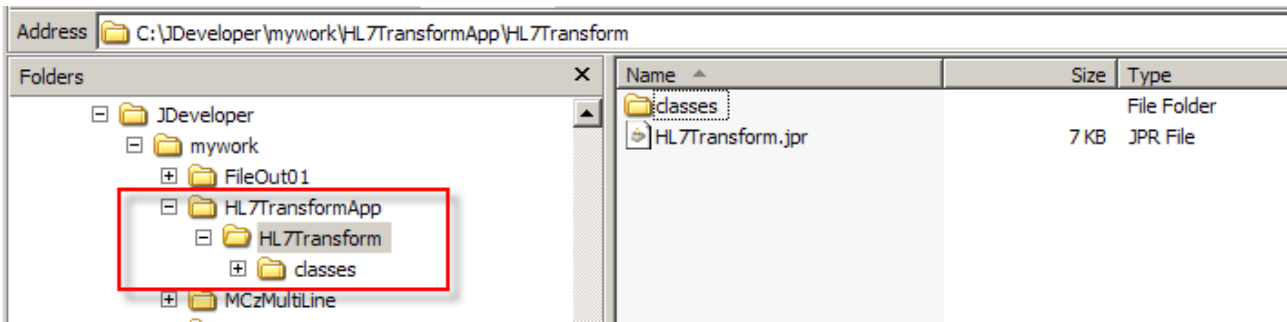 Address C:\JDeveloper\mywork\HL7TransformApp\HL7Transform
Folders x
JDeveloper
mywork
FileOut01
HL7TransformApp
HL7Transform
classes
MCzMultiLine
Name Size Type
classes File Folder
HL7Transform.jpr 7 KB JPR File